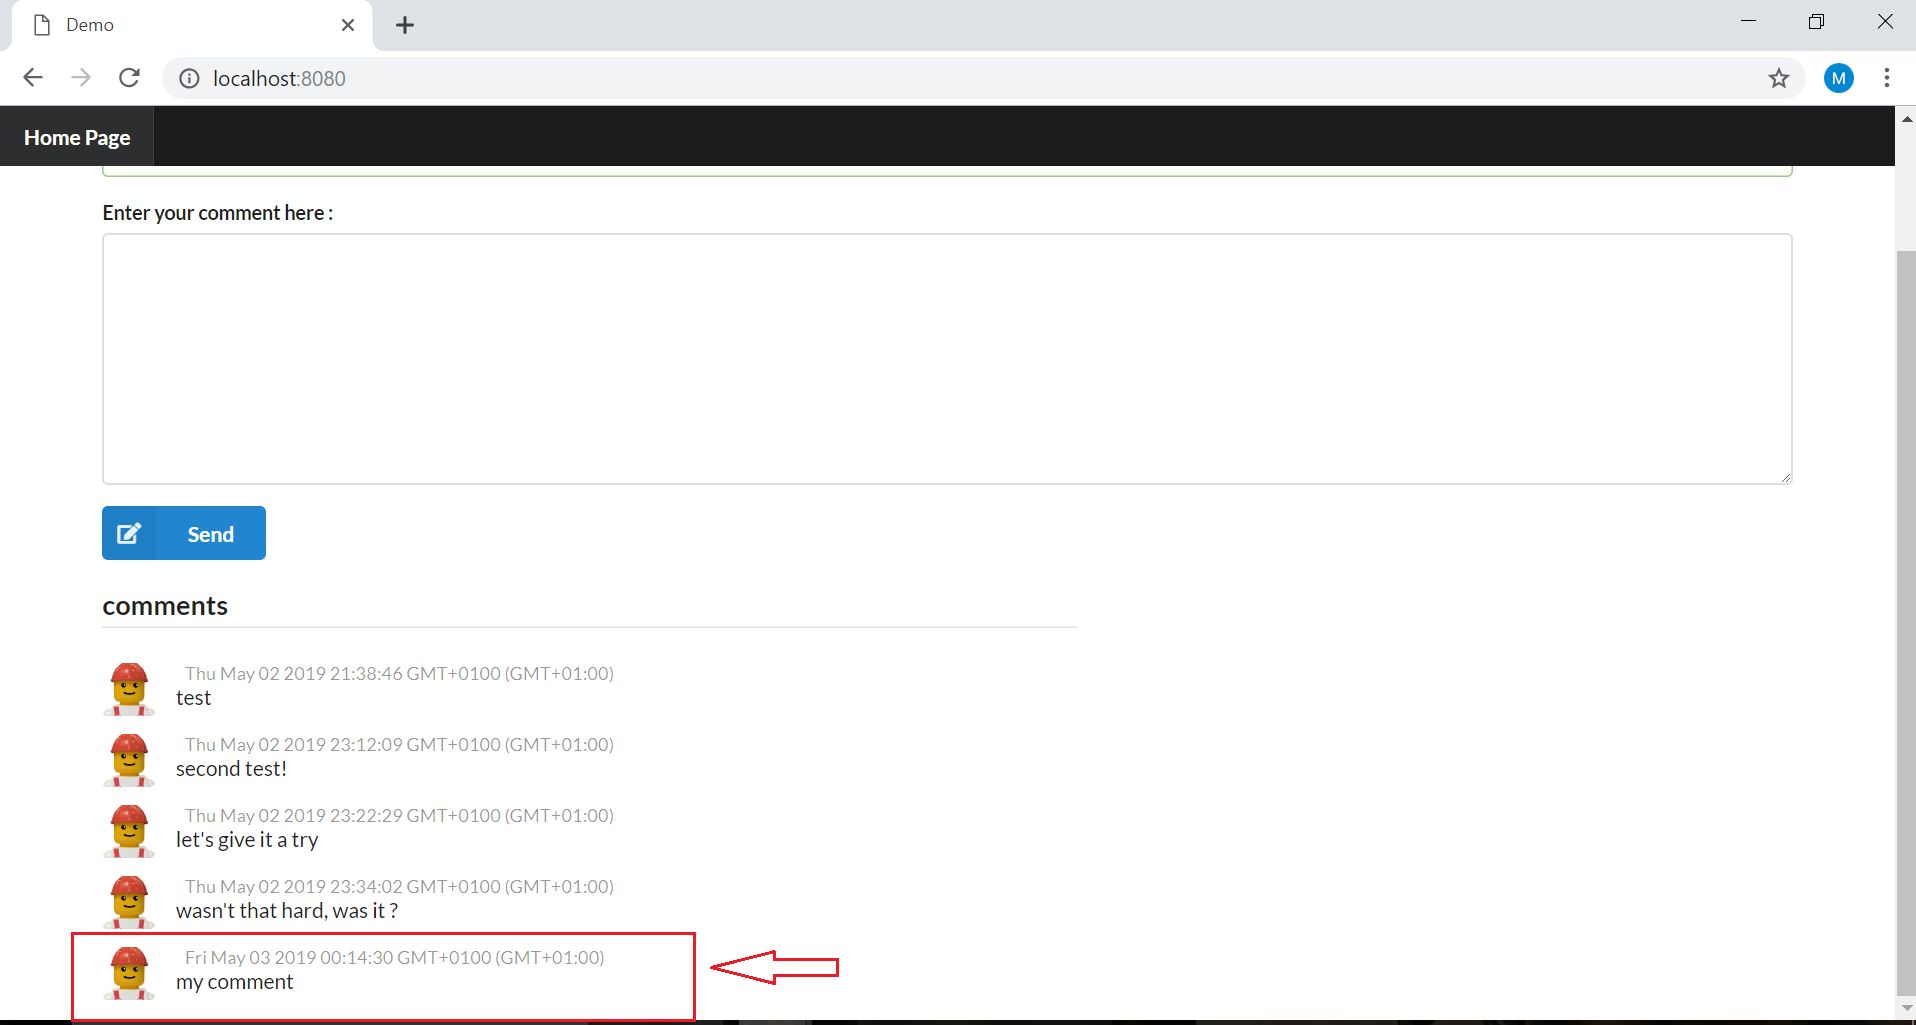 Demo
localhost:8080
M
Home Page
Enter your comment here :
Send
comments
Thu May 02 2019 21:38:46 GMT+0100 (GMT+01:00)
test
Thu May 02 2019 23:12:09 GMT+0100 (GMT+01:00)
second test!
Thu May 02 2019 23:22:29 GMT+0100 (GMT+01:00)
let's give it a try
Thu May 02 2019 23:34:02 GMT+0100 (GMT+01:00)
wasn't that hard, was it ?
Fri May 03 2019 00:14:30 GMT+0100 (GMT+01:00)
my comment